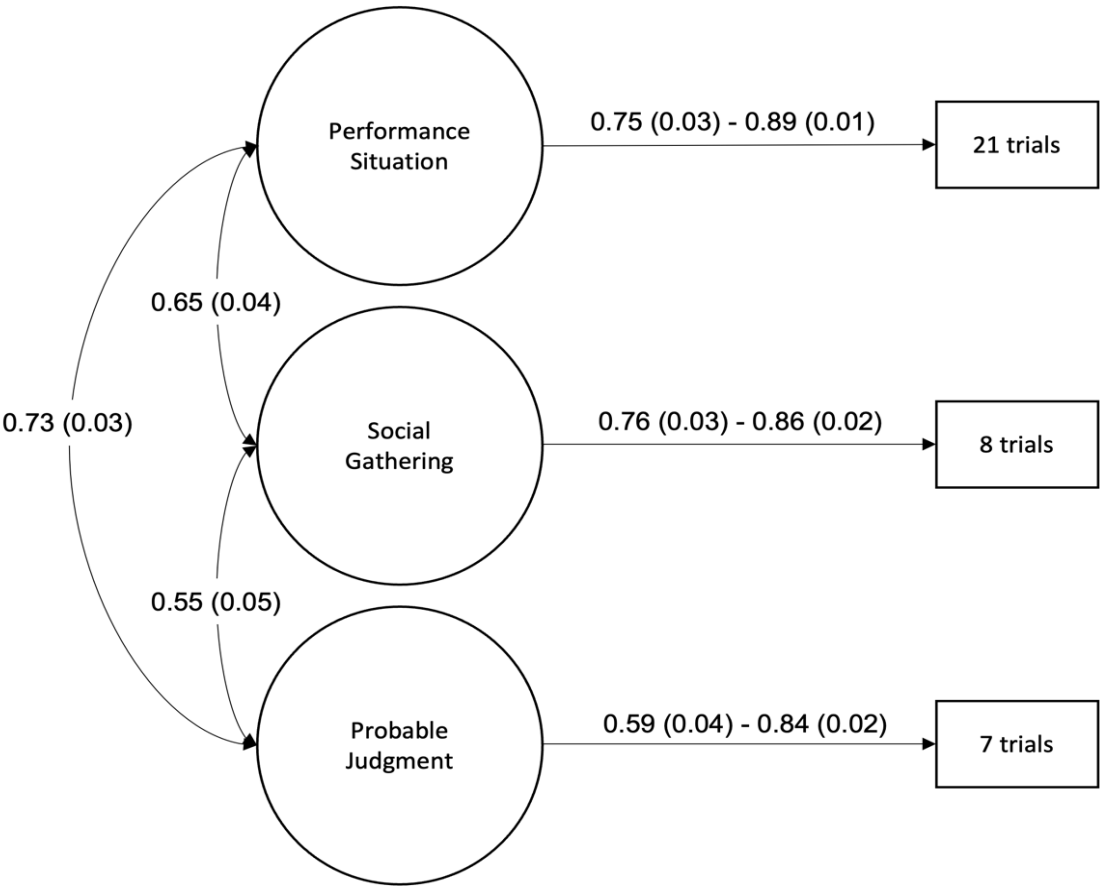 Performance
Situation
0.75 (0.03) - 0.89 (0.01)
21 trials
0.65 (0.04)
0.73 (0.03)
Social
Gathering
0.76 (0.03) - 0.86 (0.02)
8 trials
0.55 (0.05)
Probable
Judgment
0.59 (0.04) - 0.84 (0.02)
7 trials